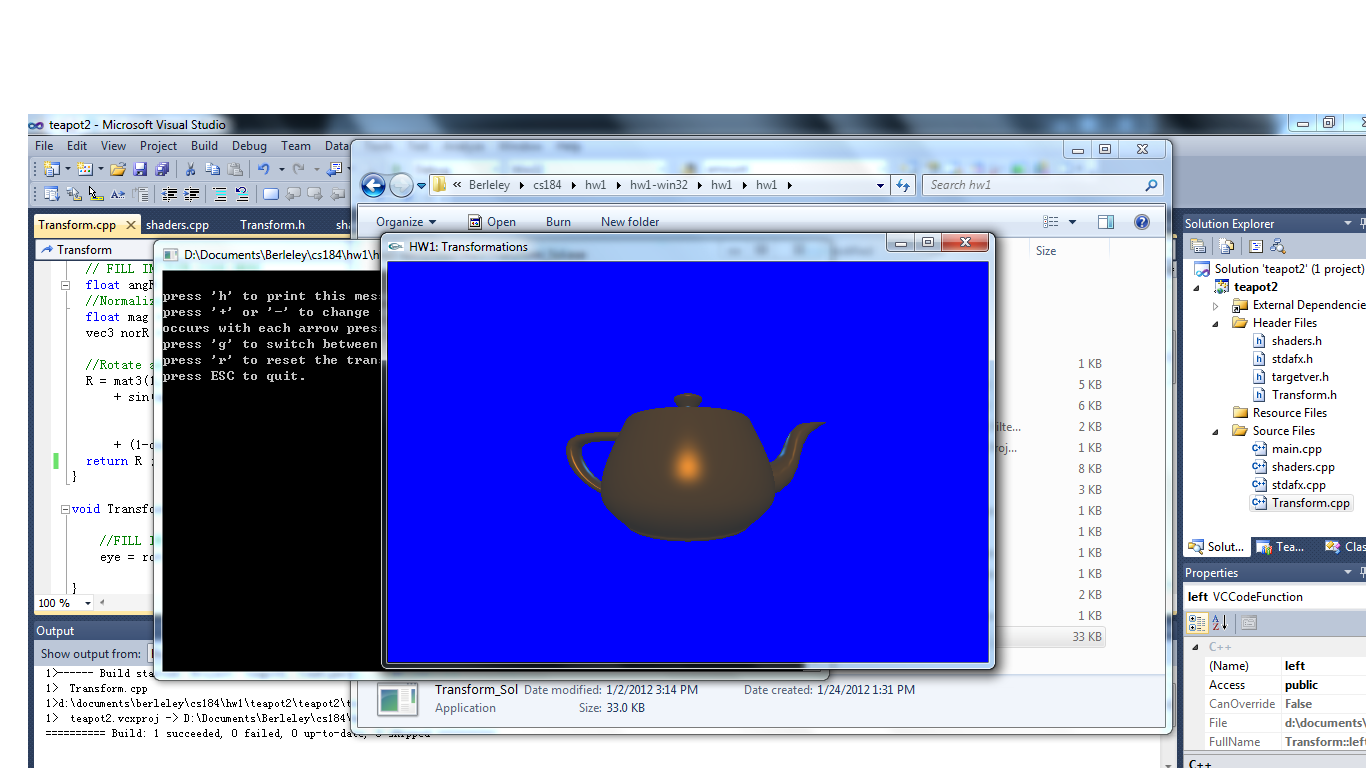 teapot2 - Microsoft Visual Studio
File Edit View Project Build Debug Team Data
Transform.cpp shaders.cpp Transform.h
Transform
// FILL IN
float ang
//Normaliz
float mag
vec3 norR
//Rotate a
R = mat3(1
+ sin
+ (1-c
return R ;
}
void Transfo
//FILL I
eye = ro
}
100 %
Output
Show output from:
1>------ Build sta
1> Transform.cpp
1>d:\documents\berleley\cs184\hw1\teapot2\teapot2\t
1> teapot2.vcxproj -> D:\Documents\Berleley\cs184\
========== Build: 1 succeeded, 0 failed, 0 up-to-date, 0 skipped ==========
D:\Documents\Berleley\cs184\hw1\h
press 'h' to print this mes
press '+' or '-' to change
occurs with each arrow pres
press 'g' to switch between
press 'r' to reset the tran
press ESC to quit.
« Berleley cs184 hw1 hw1-win32 hw1 hw1
Search hw1
Organize Open Burn New folder
Size
HW1: Transformations
1 KB
5 KB
6 KB
ilte... 2 KB
roj... 1 KB
8 KB
3 KB
1 KB
1 KB
1 KB
1 KB
2 KB
1 KB
33 KB
Transform_Sol Date modified: 1/2/2012 3:14 PM Date created: 1/24/2012 1:31 PM
Application Size: 33.0 KB
Solution Explorer
Solution 'teapot2' (1 project)
teapot2
External Dependencie
Header Files
shaders.h
stdafx.h
targetver.h
Transform.h
Resource Files
Source Files
main.cpp
shaders.cpp
stdafx.cpp
Transform.cpp
Solut... Tea... Clas
Properties
left VCCodeFunction
C++
(Name) left
Access public
CanOverride False
File d:\documents\
FullName Transform::left
C++